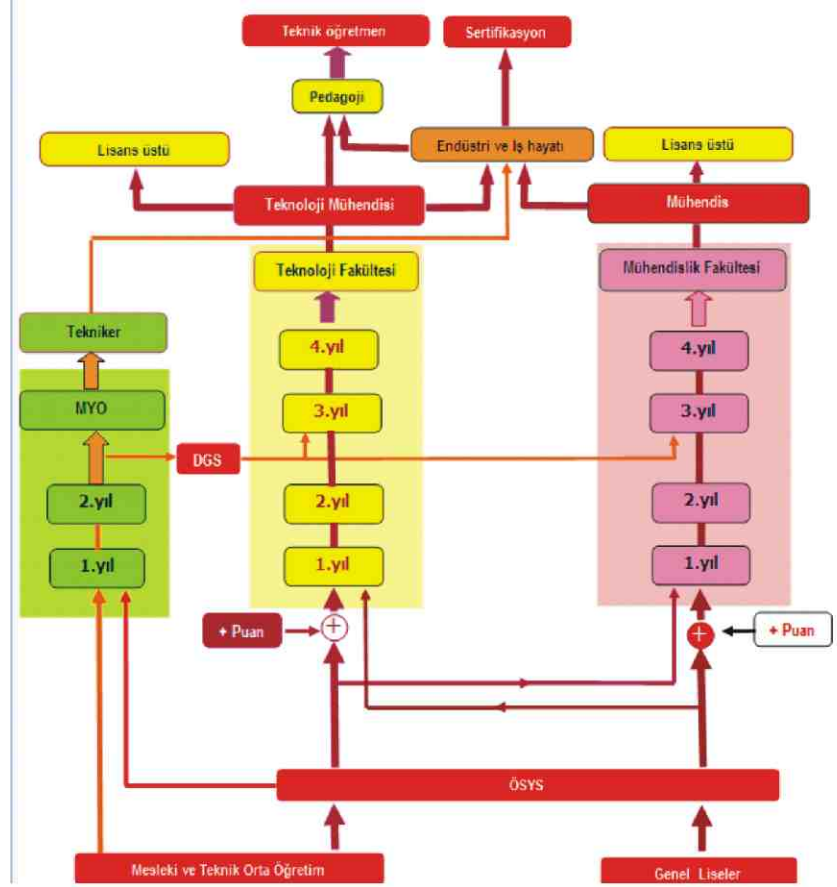 Teknik öğretmen
Sertifikasyon
Pedagoji
Lisans üstü
Endüstri ve Iş hayatı
Lisans üstü
Teknoloji Mühendisi
Mühendis
Teknoloji Fakültesi
Mühendislik Fakültesi
Tekniker
4.yıl
4.yıl
MYO
3.yıl
3.yıl
DGS
2.yıl
2.yıl
2.yıl
1.yıl
1.yıl
1.yıl
+ Puan
+
+
+ Puan
ÖSYS
Mesleki ve Teknik Orta Öğretim
Genel Liseler